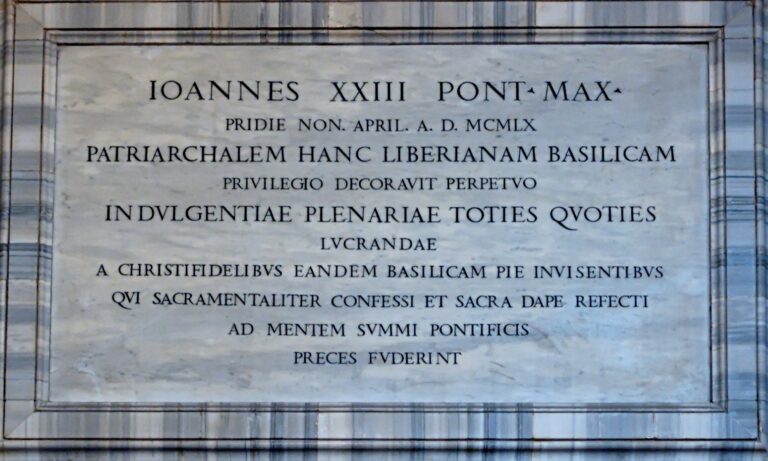 IOANNES XXIII PONT▴MAX▴
PRIDIE NON. APRIL. A. D. MCMLX
PATRIARCHALEM HANC LIBERIANAM BASILICAM
PRIVILEGIO DECORAVIT PERPETVO
INDVLGENTIAE PLENARIAE TOTIES QVOTIES
LVCRANDAE
A CHRISTIFIDELIBVS EANDEM BASILICAM PIE INVISENTIBVS
QVI SACRAMENTALITER CONFESSI ET SACRA DAPE REFECTI
AD MENTEM SVMMI PONTIFICIS
PRECES FVDERINT